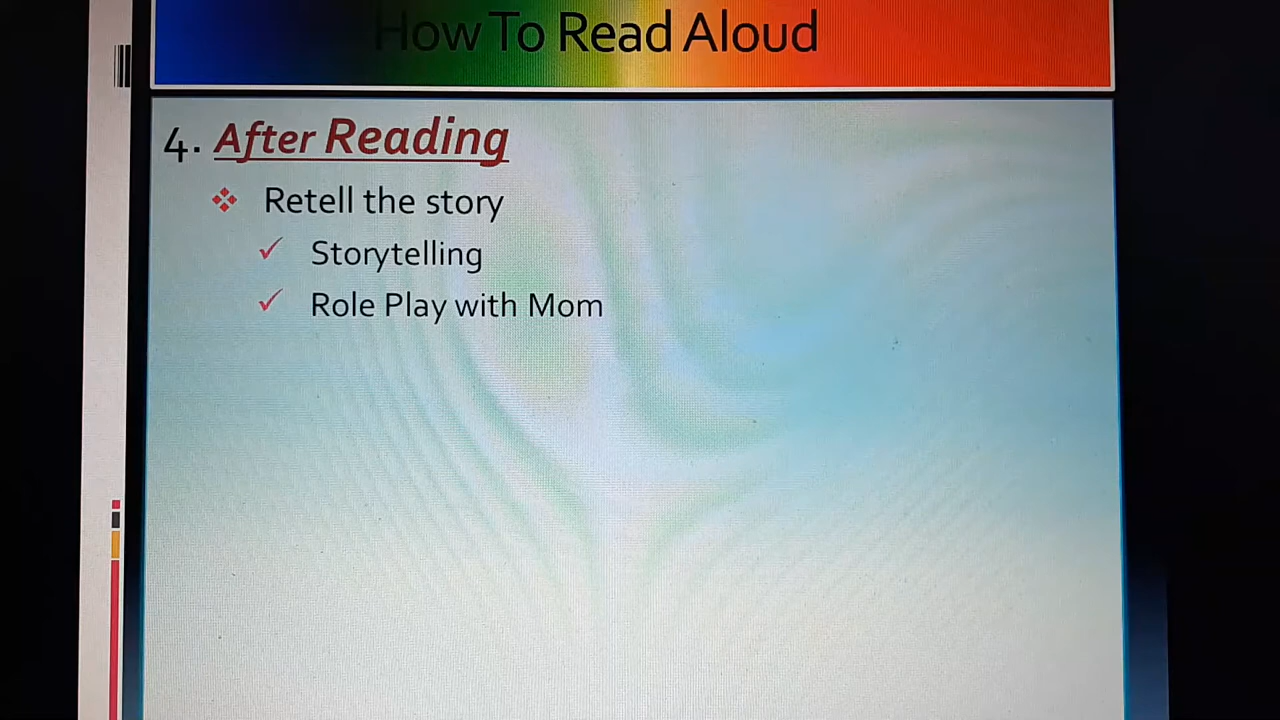 How To Read Aloud
4. After Reading
Retell the story
Storytelling
Role Play with Mom